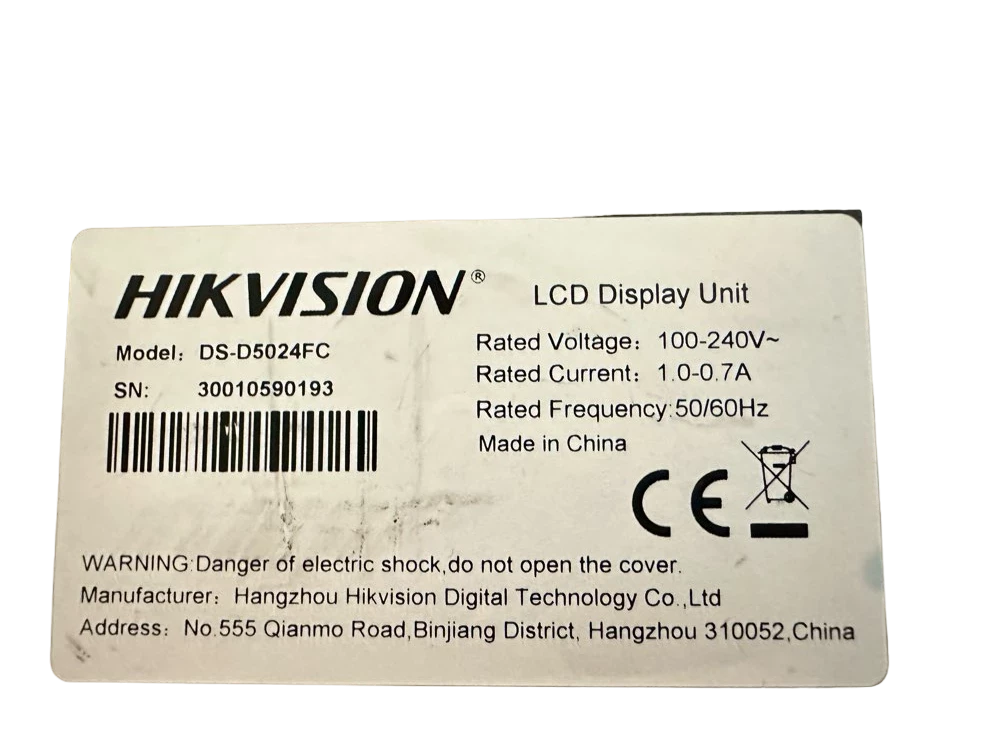 HIKVISION®
LCD Display Unit
Model: DS-D5024FC
SN: 30010590193
Rated Voltage: 100-240V~
Rated Current: 1.0-0.7A
Rated Frequency:50/60Hz
Made in China
CE
WARNING:Danger of electric shock,do not open the cover.
Manufacturer: Hangzhou Hikvision Digital Technology Co.,Ltd
Address: No.555 Qianmo Road,Binjiang District, Hangzhou 310052,China